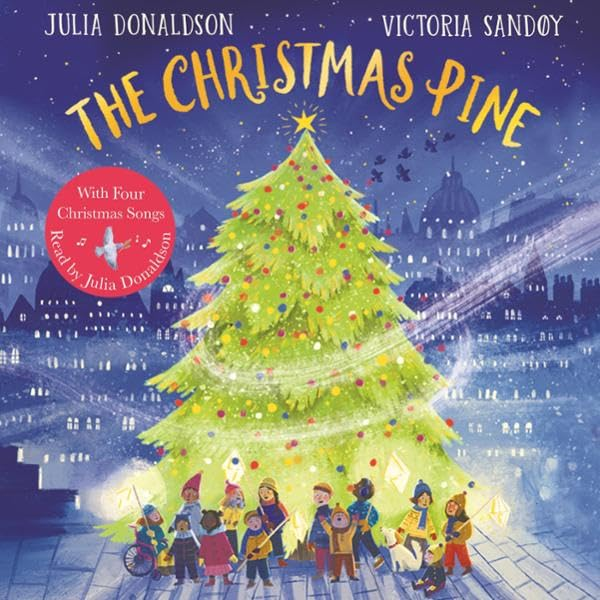 JULIA DONALDSON
VICTORIA SANDØY
THE CHRISTMAS PINE
With Four
Christmas Songs
Read by Julia Donaldson